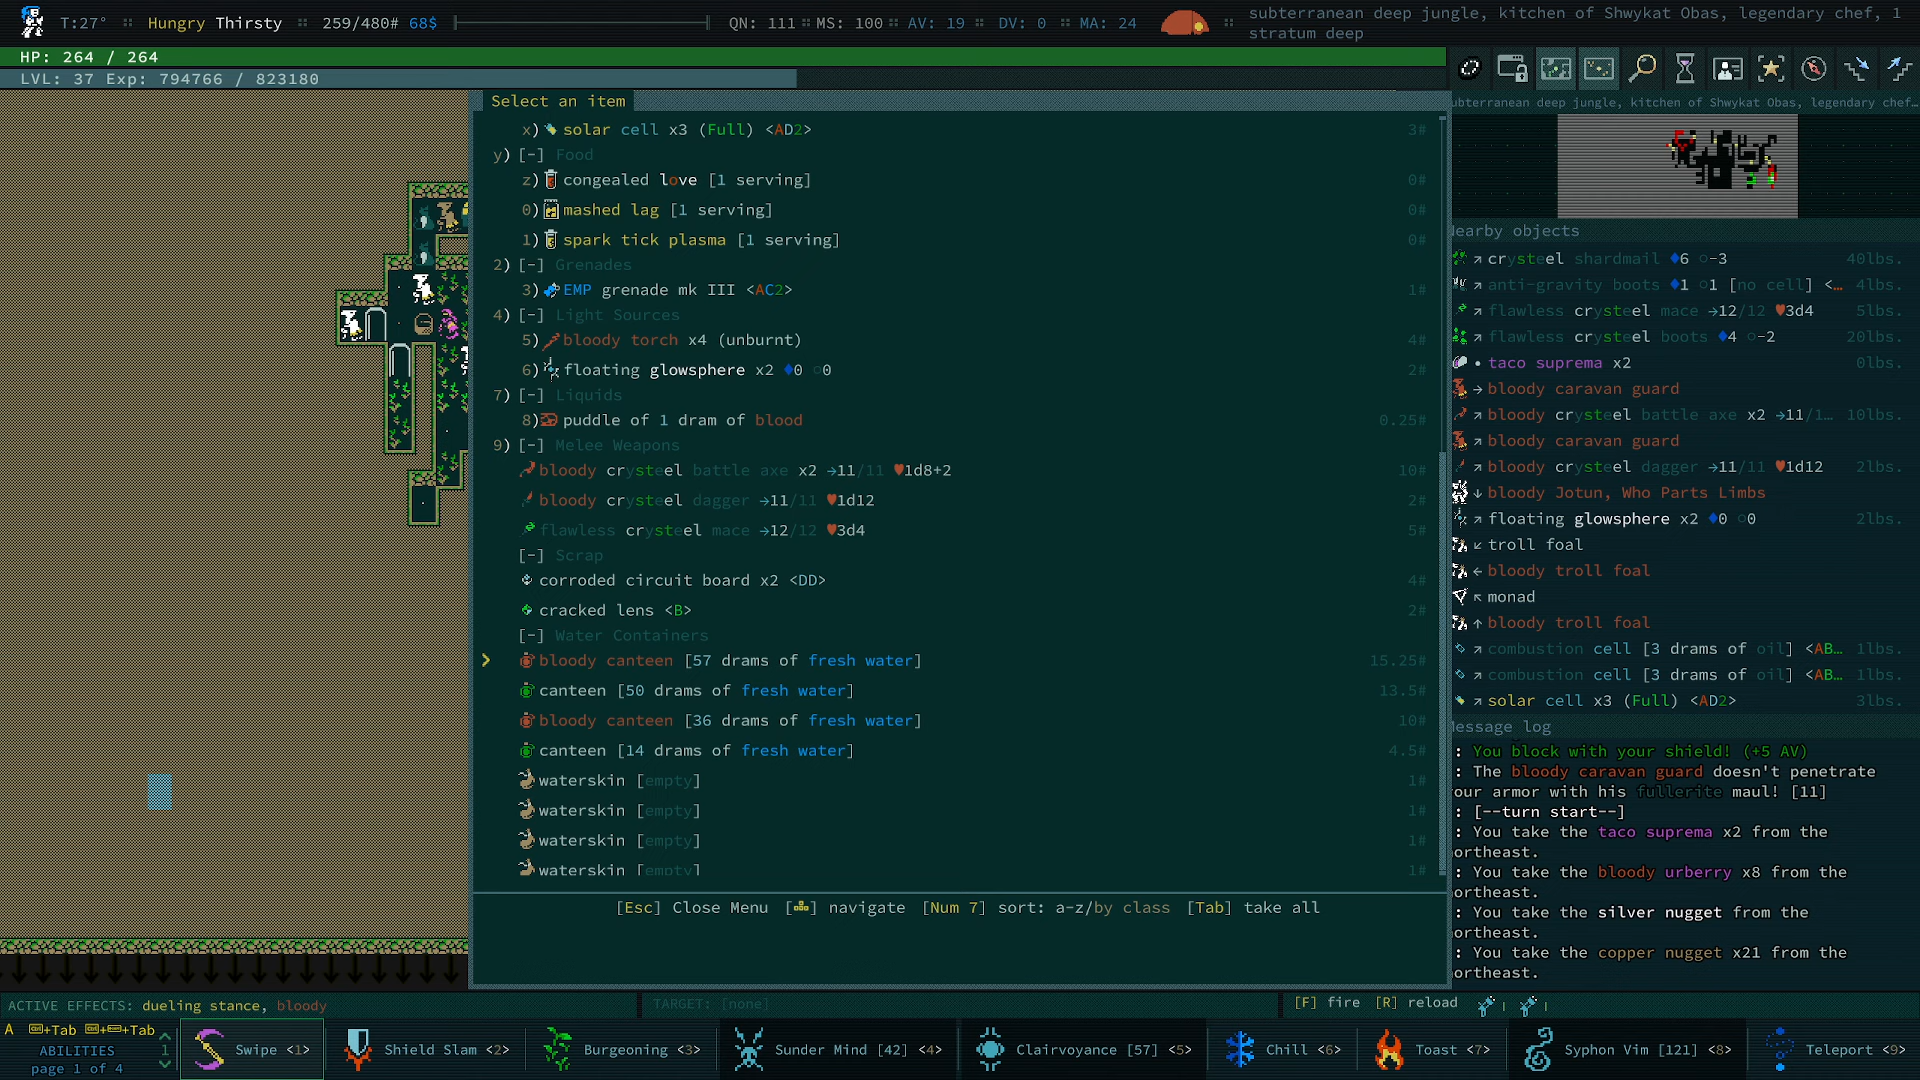 T:27° Hungry Thirsty :: 259/480# 68$ QN: 111 :: MS: 100 :: AV: 19 :: DV: 0 :: MA: 24 :: subterranean deep jungle, kitchen of Shwykat Obas, legendary chef, 1
stratum deep
HP: 264 / 264
LVL: 37 Exp: 794766 / 823180
Select an item
x) solar cell x3 (Full) <AD2> 3#
y) [-] Food
z) congealed love [1 serving] 0#
0) mashed lag [1 serving] 0#
1) spark tick plasma [1 serving] 0#
2) [-] Grenades
3) EMP grenade mk III <AC2> 1#
4) [-] Light Sources
5) bloody torch x4 (unburnt) 4#
6) floating glowsphere x2 ♦0 ○0 2#
7) [-] Liquids
8) puddle of 1 dram of blood 0.25#
9) [-] Melee Weapons
bloody crysteel battle axe x2 →11/11 ♥1d8+2 10#
bloody crysteel dagger →11/11 ♥1d12 2#
flawless crysteel mace →12/12 ♥3d4 5#
[-] Scrap
corroded circuit board x2 <DD> 4#
cracked lens <B> 2#
[-] Water Containers
> bloody canteen [57 drams of fresh water] 15.25#
canteen [50 drams of fresh water] 13.5#
bloody canteen [36 drams of fresh water] 10#
canteen [14 drams of fresh water] 4.5#
waterskin [empty] 1#
waterskin [empty] 1#
waterskin [empty] 1#
waterskin [empty] 1#
[Esc] Close Menu navigate [Num 7] sort: a-z/by class [Tab] take all
ubterranean deep jungle, kitchen of Shwykat Obas, legendary chef…
earby objects
↗ crysteel shardmail ♦6 ○-3 40lbs.
↗ anti-gravity boots ♦1 ○1 [no cell] <… 4lbs.
↗ flawless crysteel mace →12/12 ♥3d4 5lbs.
↗ flawless crysteel boots ♦4 ○-2 20lbs.
• taco suprema x2 0lbs.
→ bloody caravan guard
↗ bloody crysteel battle axe x2 →11/1… 10lbs.
↗ bloody caravan guard
↗ bloody crysteel dagger →11/11 ♥1d12 2lbs.
↓ bloody Jotun, Who Parts Limbs
↗ floating glowsphere x2 ♦0 ○0 2lbs.
↙ troll foal
← bloody troll foal
↖ monad
↑ bloody troll foal
↗ combustion cell [3 drams of oil] <AB… 1lbs.
↗ combustion cell [3 drams of oil] <AB… 1lbs.
↗ solar cell x3 (Full) <AD2> 3lbs.
essage log
: You block with your shield! (+5 AV)
: The bloody caravan guard doesn't penetrate
our armor with his fullerite maul! [11]
: [--turn start--]
: You take the taco suprema x2 from the
ortheast.
: You take the bloody urberry x8 from the
ortheast.
: You take the silver nugget from the
ortheast.
: You take the copper nugget x21 from the
ortheast.
ACTIVE EFFECTS: dueling stance, bloody TARGET: [none] [F] fire [R] reload
A +Tab +Tab
ABILITIES 1
page 1 of 4
Swipe <1> Shield Slam <2> Burgeoning <3> Sunder Mind [42] <4> Clairvoyance [57] <5> Chill <6> Toast <7> Syphon Vim [121] <8> Teleport <9>